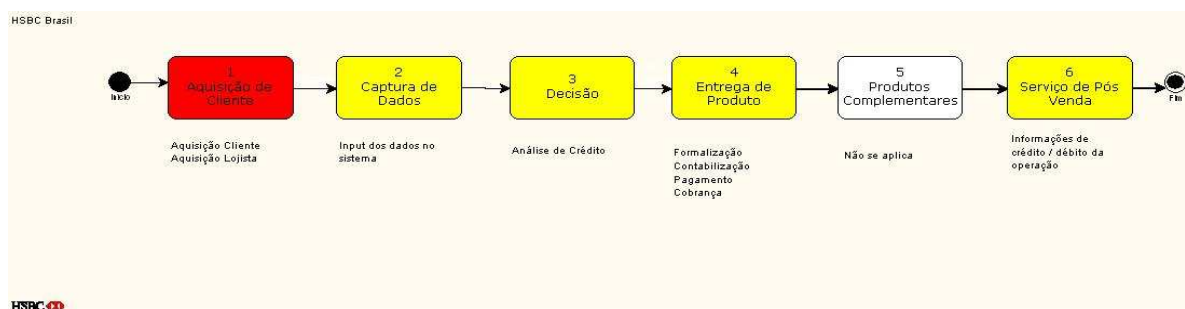 HSBC Brasil
Início
1
Aquisição de
Cliente
2
Captura de
Dados
3
Decisão
4
Entrega de
Produto
5
Produtos
Complementares
6
Serviço de Pós
Venda
Fim
Aquisição Cliente
Aquisição Lojista
Input dos dados no
sistema
Análise de Crédito
Formalização
Contabilização
Pagamento
Cobrança
Não se aplica
Informações de
crédito / débito da
operação
HSBC